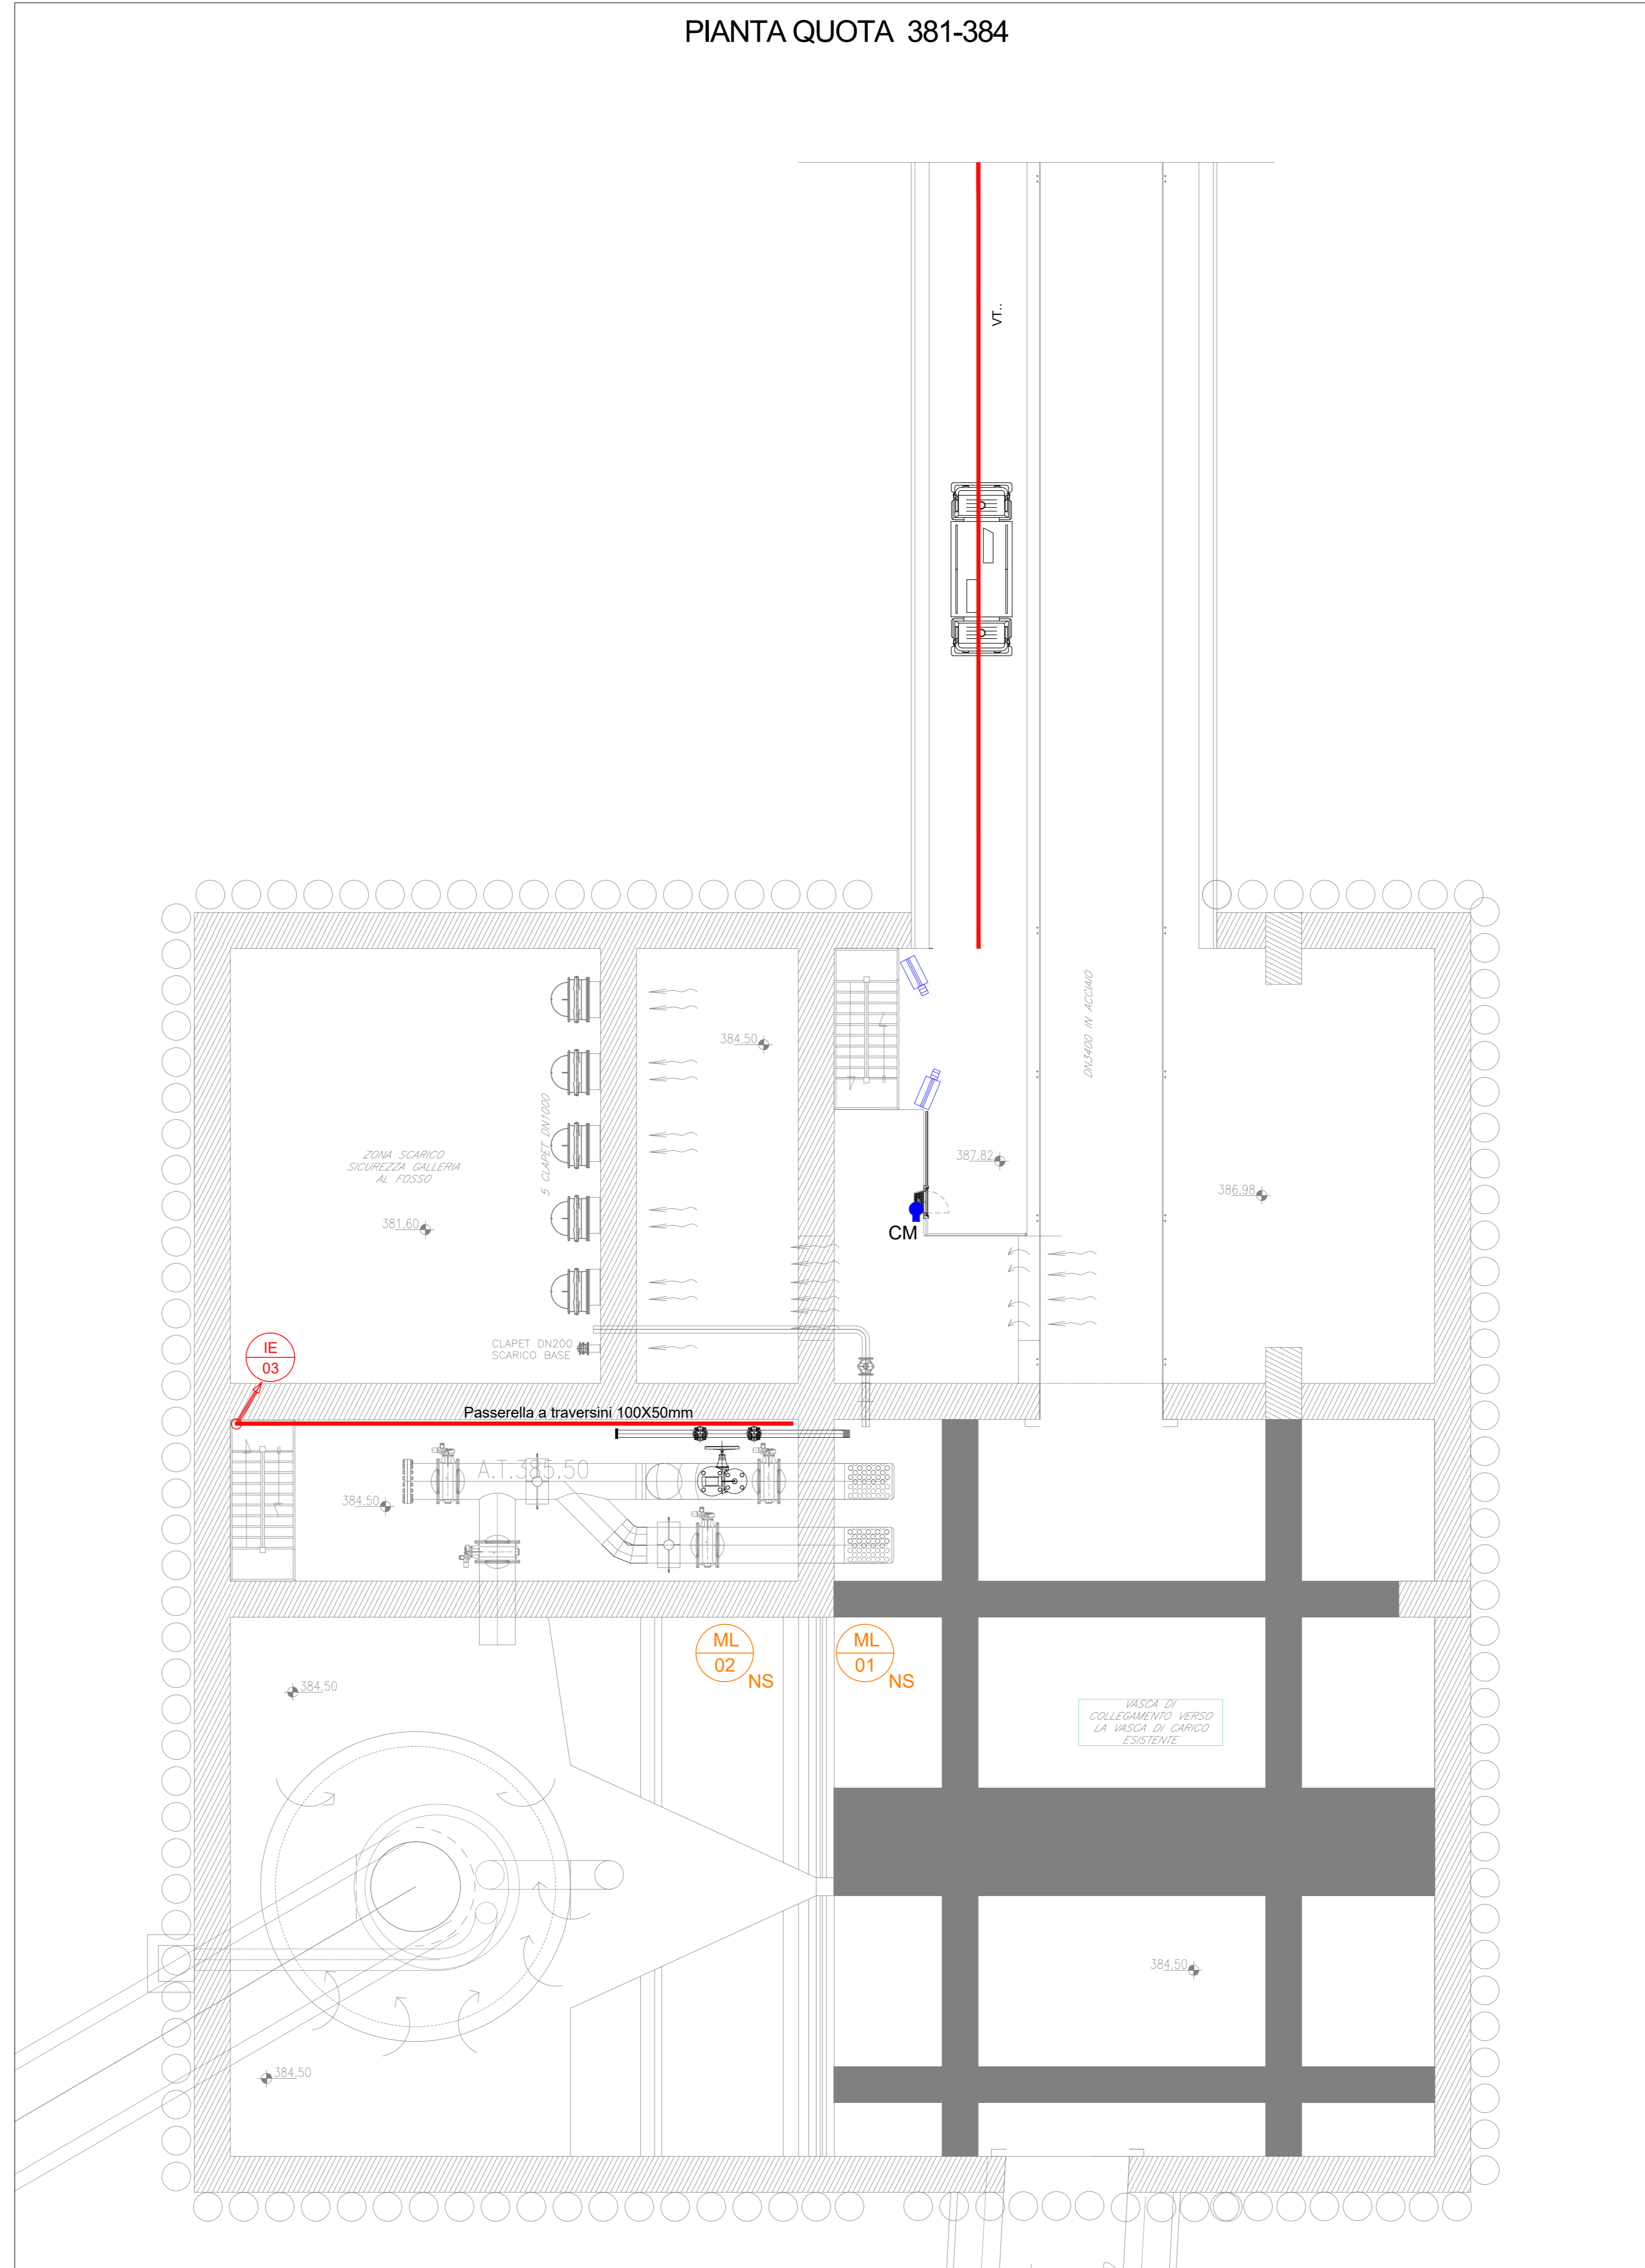 PIANTA QUOTA 381-384
VT..
DN3400 IN ACCIAIO
384.50
5 CLAPET DN1000
ZONA SCARICO
SICUREZZA GALLERIA
AL FOSSO
381.60
387.82
386.98
CM
CLAPET DN200
SCARICO BASE
IE
03
Passerella a traversini 100X50mm
A.T.385.50
384.50
ML
02
NS
ML
01
NS
384,50
VASCA DI
COLLEGAMENTO VERSO
LA VASCA DI CARICO
ESISTENTE
384.50
384,50